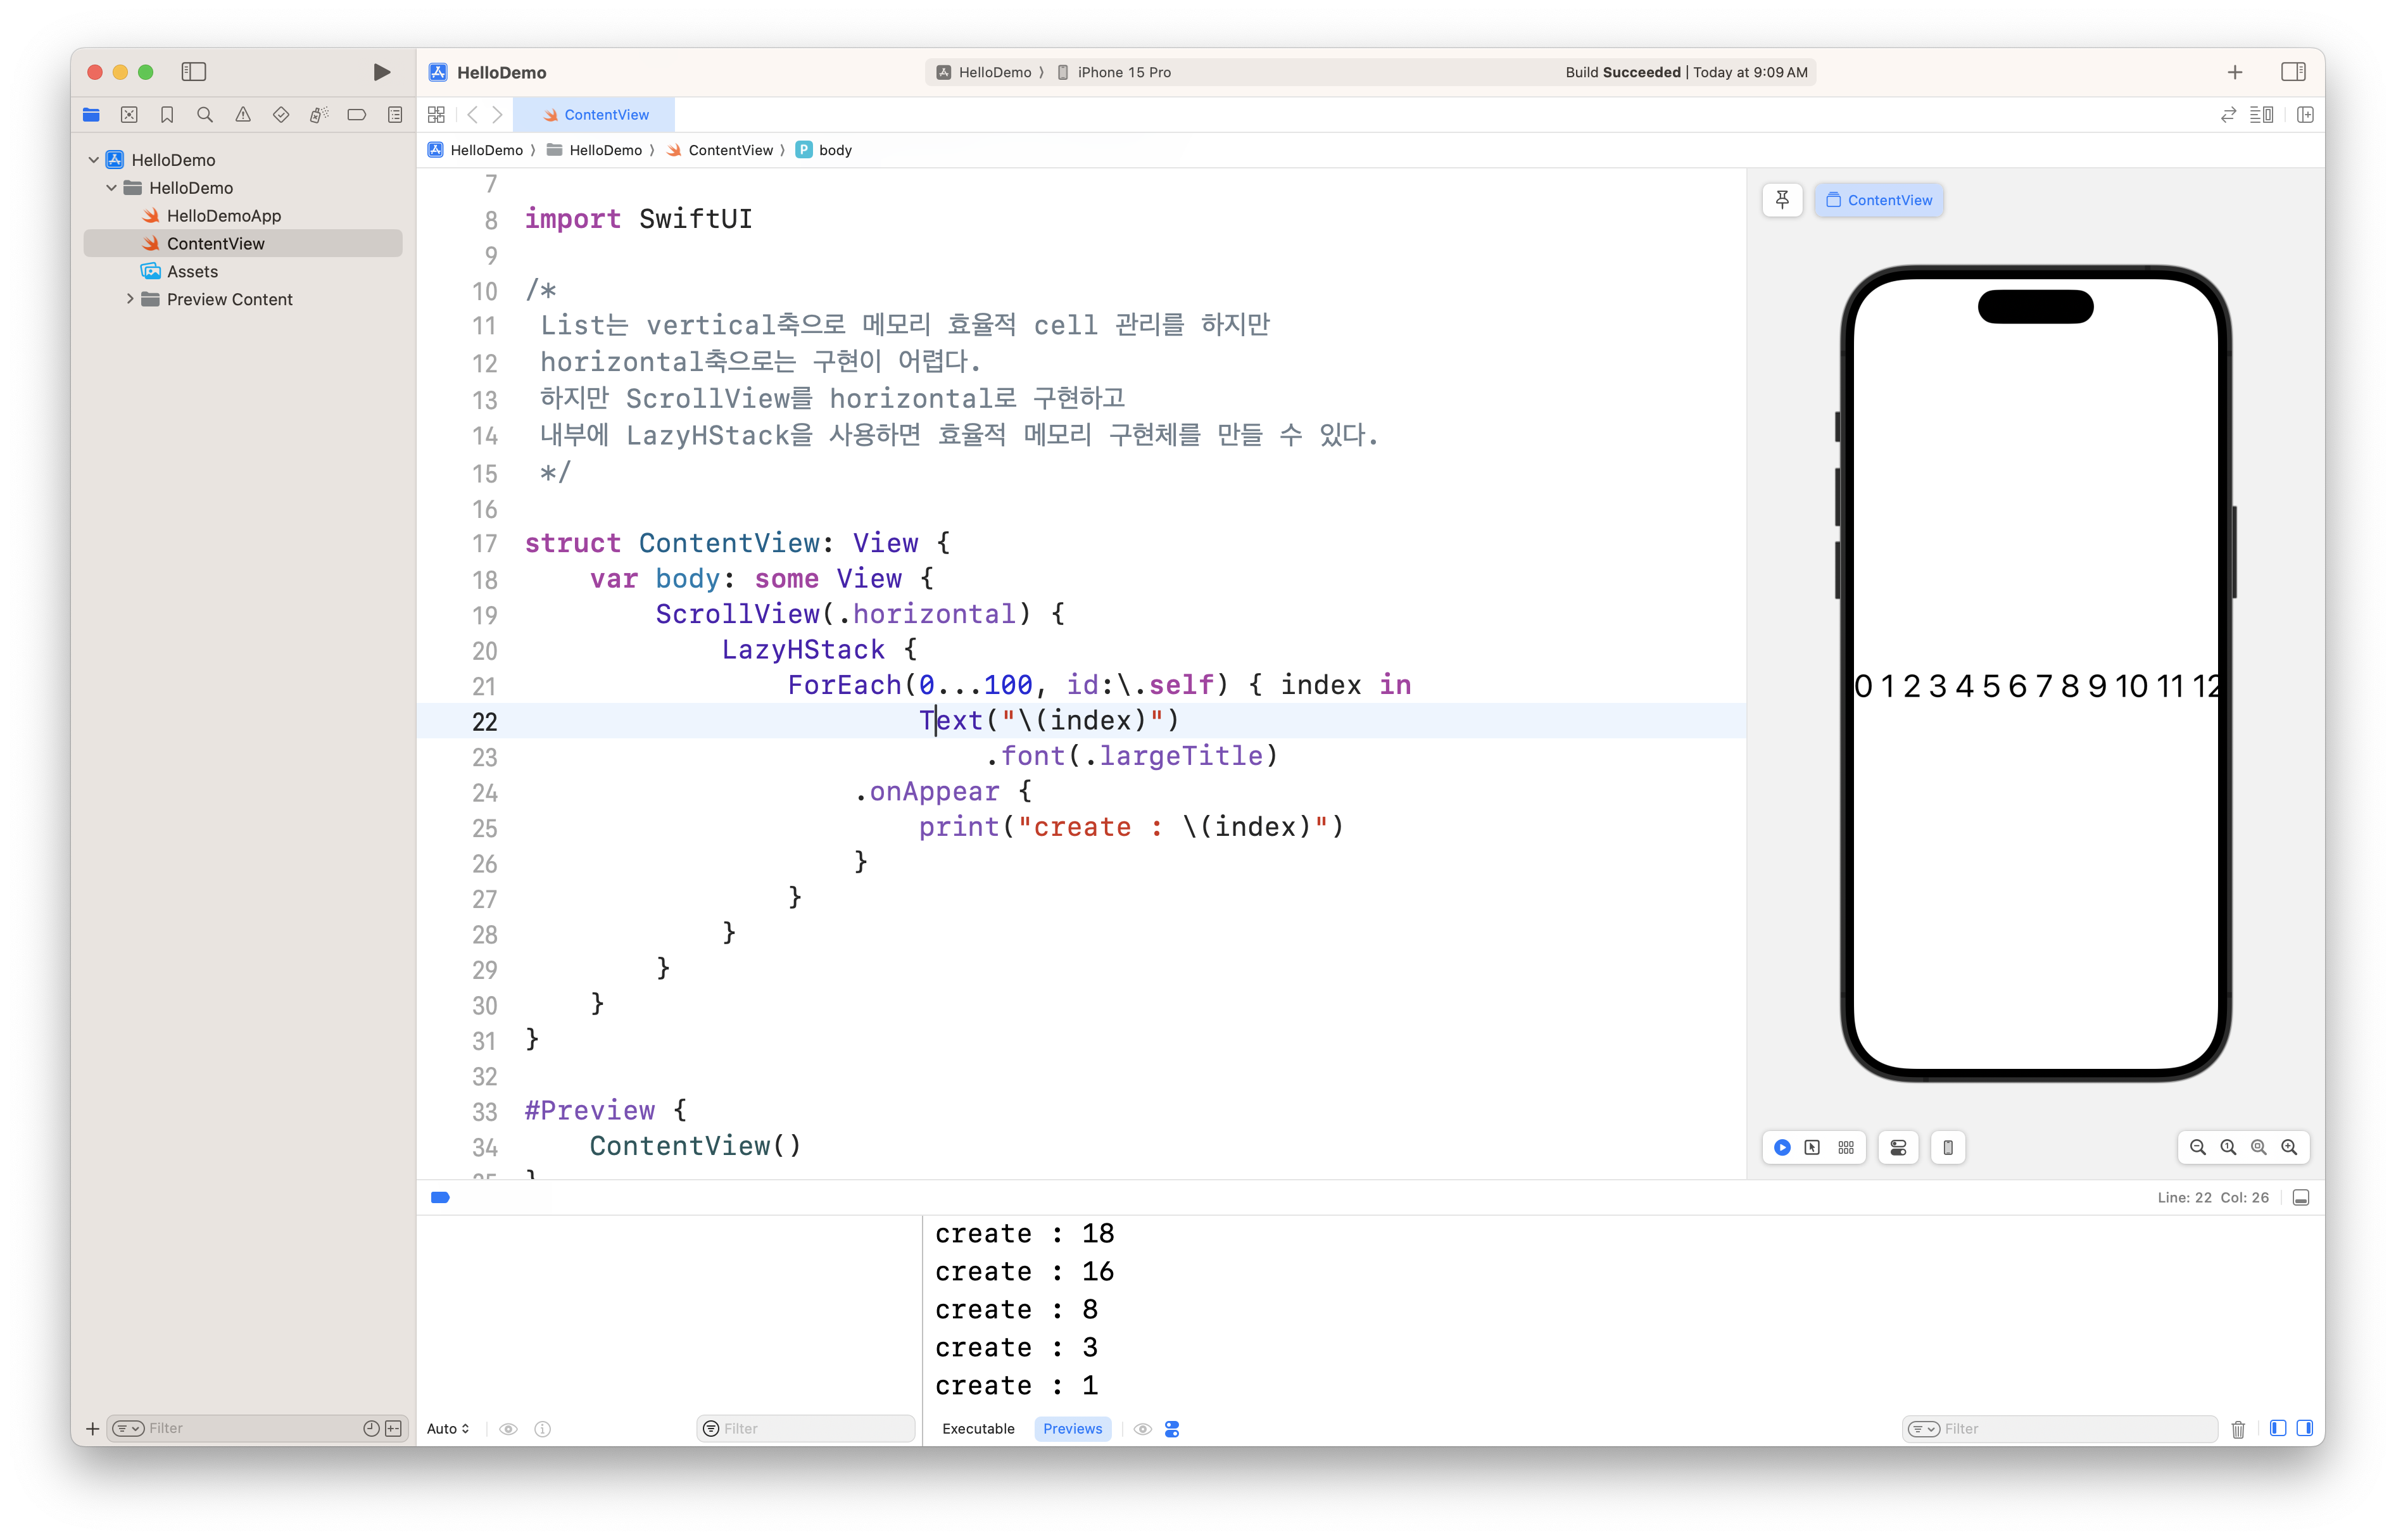 HelloDemo
HelloDemo
iPhone 15 Pro
Build Succeeded | Today at 9:09 AM
ContentView
HelloDemo
HelloDemo
ContentView
P
body
HelloDemo
HelloDemo
HelloDemoApp
ContentView
Assets
Preview Content
7
8 import SwiftUI
9
10 /*
11 List는 vertical축으로 메모리 효율적 cell 관리를 하지만
12 horizontal축으로는 구현이 어렵다.
13 하지만 ScrollView를 horizontal로 구현하고
14 내부에 LazyHStack을 사용하면 효율적 메모리 구현체를 만들 수 있다.
15 */
16
17 struct ContentView: View {
18 var body: some View {
19 ScrollView(.horizontal) {
20 LazyHStack {
21 ForEach(0...100, id:\.self) { index in
22 Text("\(index)")
23 .font(.largeTitle)
24 .onAppear {
25 print("create : \(index)")
26 }
27 }
28 }
29 }
30 }
31 }
32
33 #Preview {
34 ContentView()
35 }
ContentView
0 1 2 3 4 5 6 7 8 9 10 11 12
Line: 22 Col: 26
create : 18
create : 16
create : 8
create : 3
create : 1
Filter
Auto
Filter
Executable
Previews
Filter